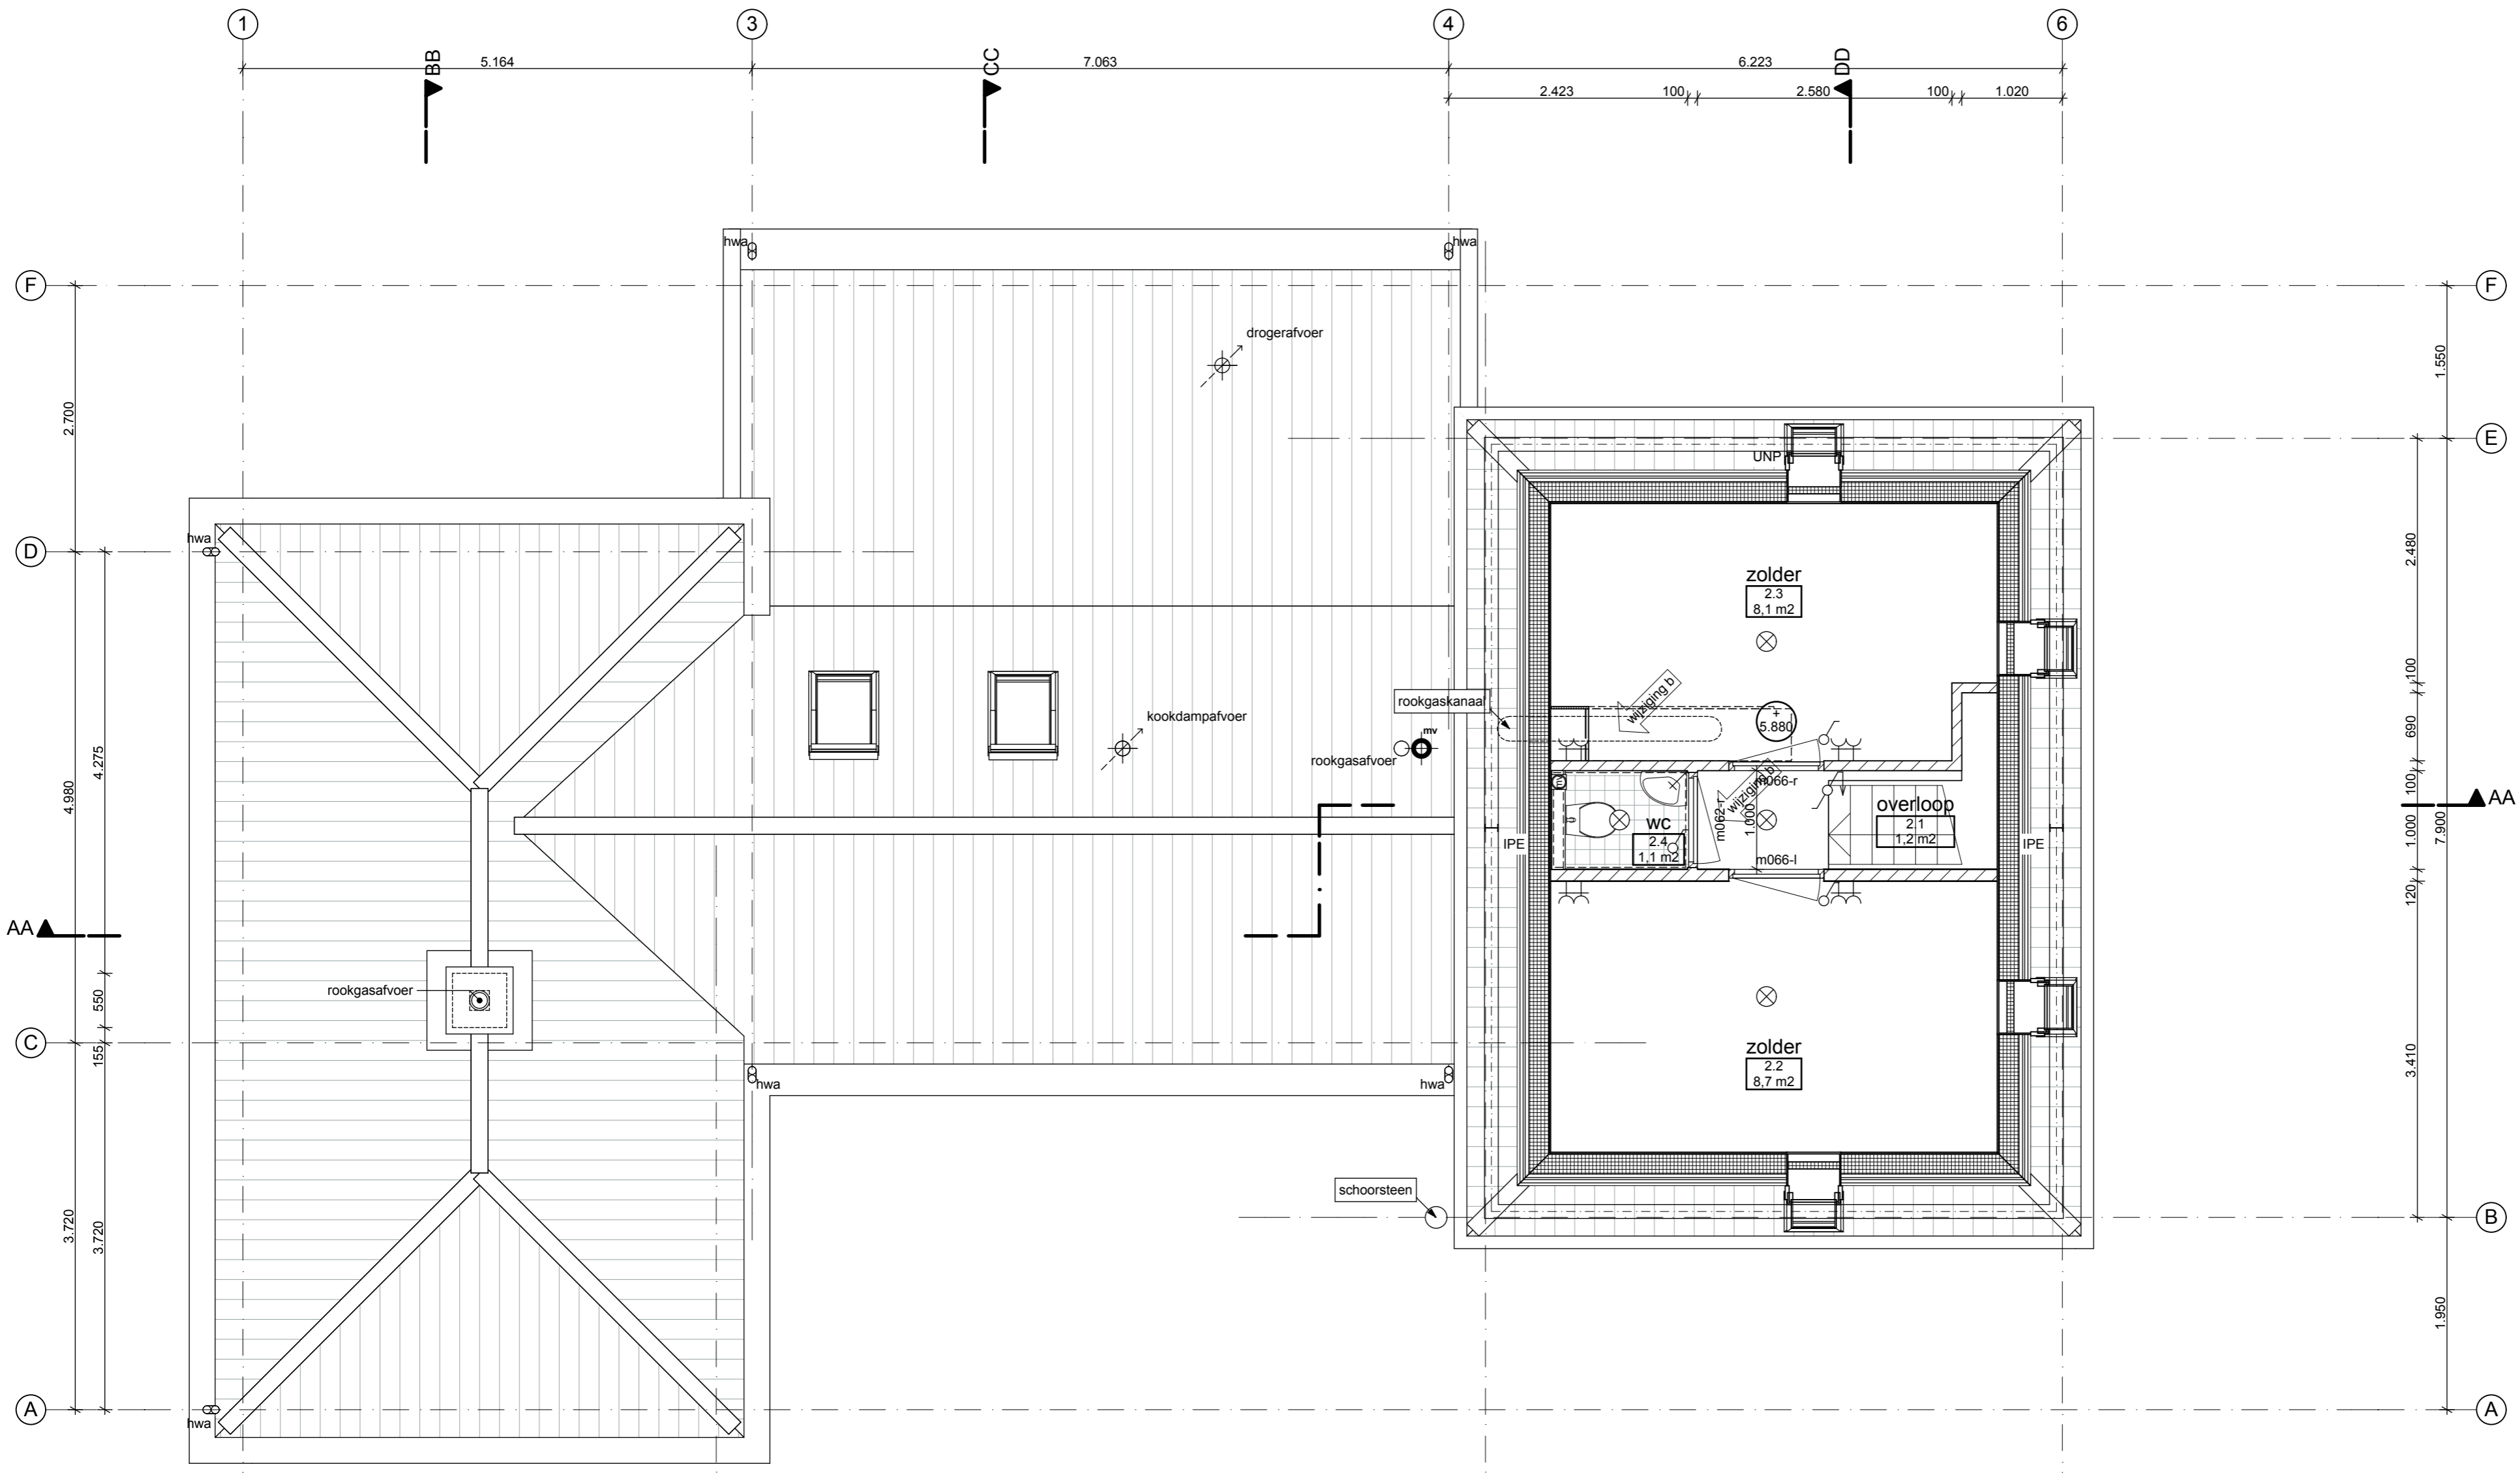 1
3
4
6
BB
CC
DD
5.164
7.063
6.223
2.423
100
2.580
100
1.020
hwa
hwa
F
F
drogerafvoer
2.700
1.550
E
UNP
hwa
D
zolder
2.3
8,1 m2
2.480
100
rookgaskanaal
wijziging b
+
5.880
kookdampafvoer
mv
rookgasafvoer
690
4.275
4.980
m066-r
wijziging b
m
m062-r
1.000
overloop
2.1
1,2 m2
wc
2.4
1,1 m2
m066-l
IPE
IPE
100
1.000
7.900
AA
120
AA
rookgasafvoer
550
C
155
zolder
2.2
8,7 m2
3.410
hwa
hwa
schoorsteen
B
3.720
3.720
1.950
A
hwa
A